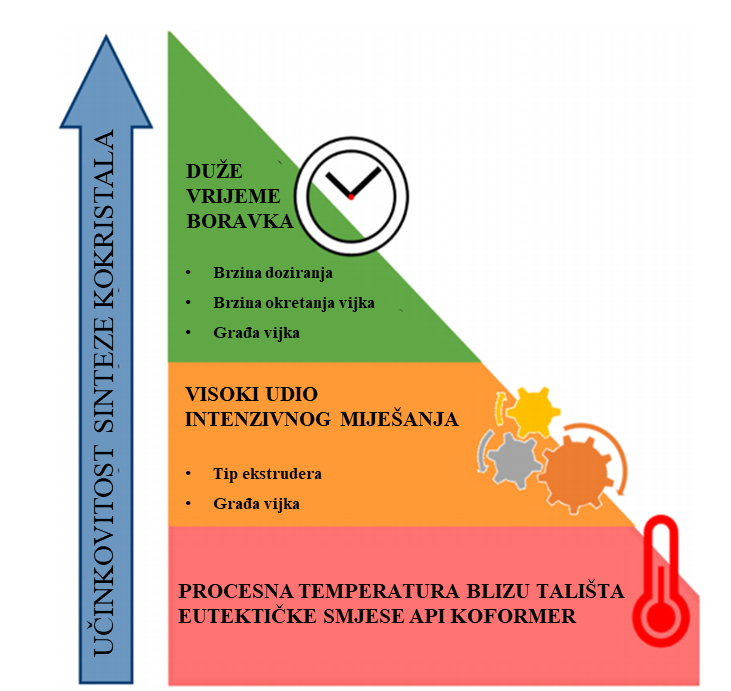 UČINKOVITOST SINTEZE KOKRISTALA
DUŽE
VRIJEME
BORAVKA
• Brzina doziranja
• Brzina okretanja vijka
• Građa vijka
VISOKI UDIO
INTENZIVNOG MIJEŠANJA
• Tip ekstrudera
• Građa vijka
PROCESNA TEMPERATURA BLIZU TALIŠTA
EUTEKTIČKE SMJESE API KOFORMER